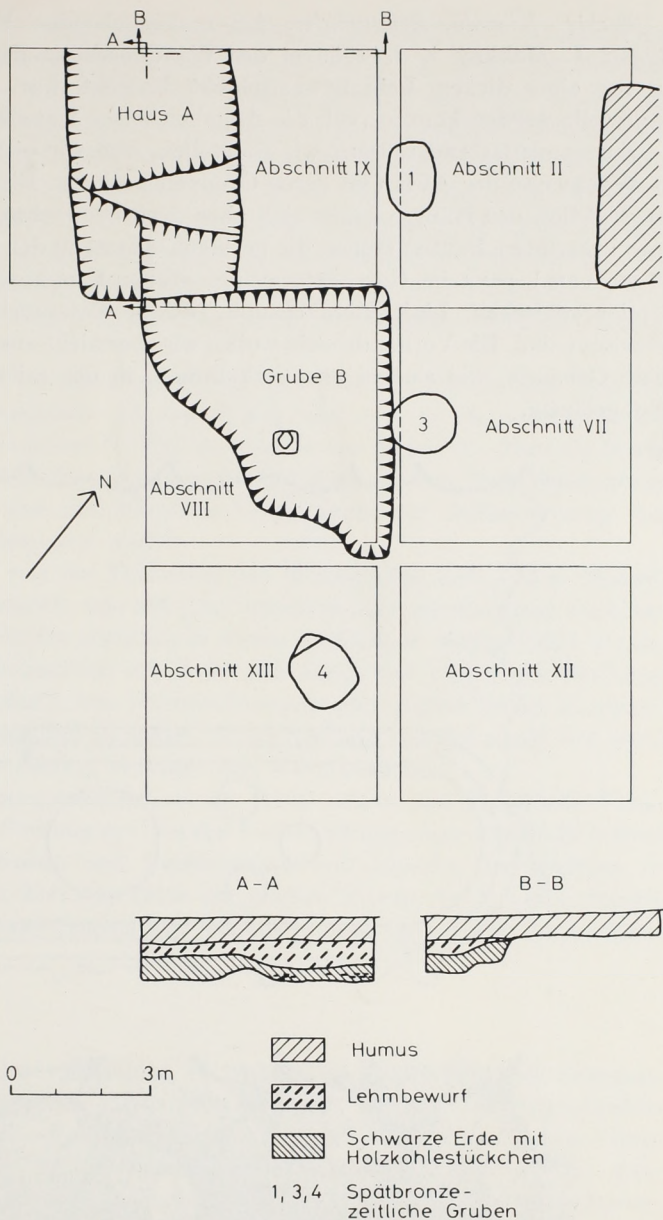 B
B
A
Haus A
Abschnitt IX
1
Abschnitt II
A
Grube B
3
Abschnitt VII
N
Abschnitt
VIII
Abschnitt XIII
4
Abschnitt XII
A-A
B-B
Humus
0
3m
Lehmbewurf
Schwarze Erde mit
Holzkohlestückchen
1, 3, 4
Spätbronze-
zeitliche Gruben